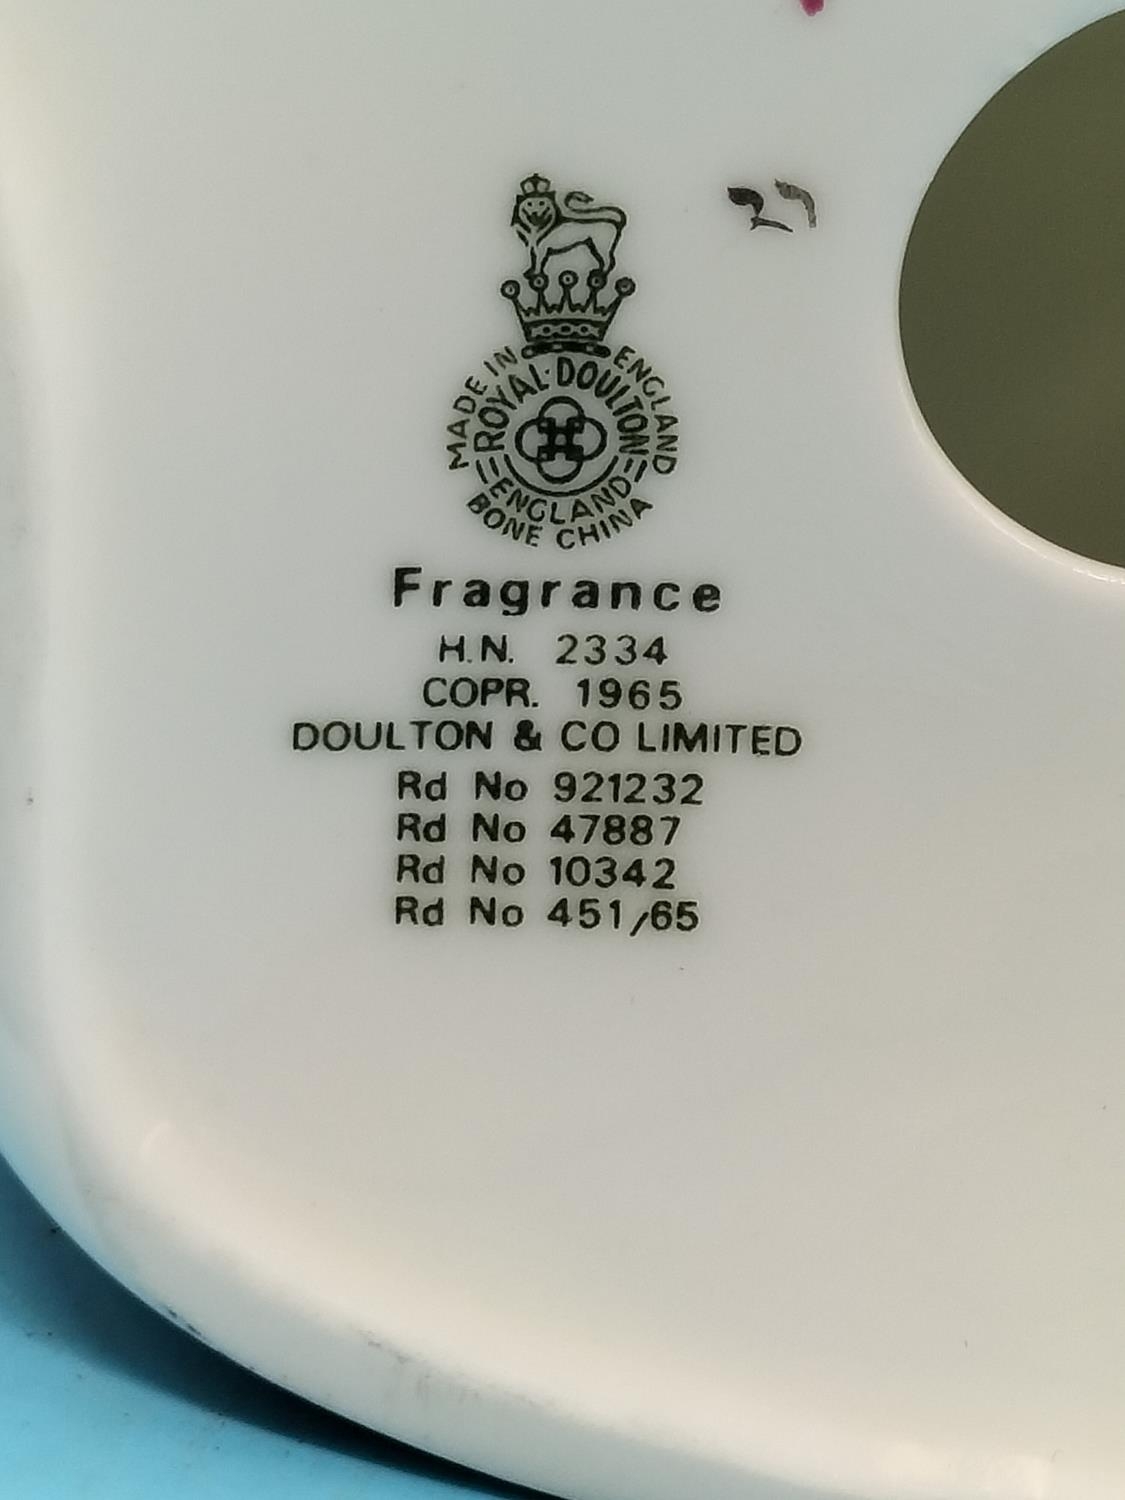 MADE IN ENGLAND
ROYAL·DOULTON
ENGLAND
BONE CHINA
Fragrance
H.N. 2334
COPR. 1965
DOULTON & CO LIMITED
Rd No 921232
Rd No 47887
Rd No 10342
Rd No 451/65